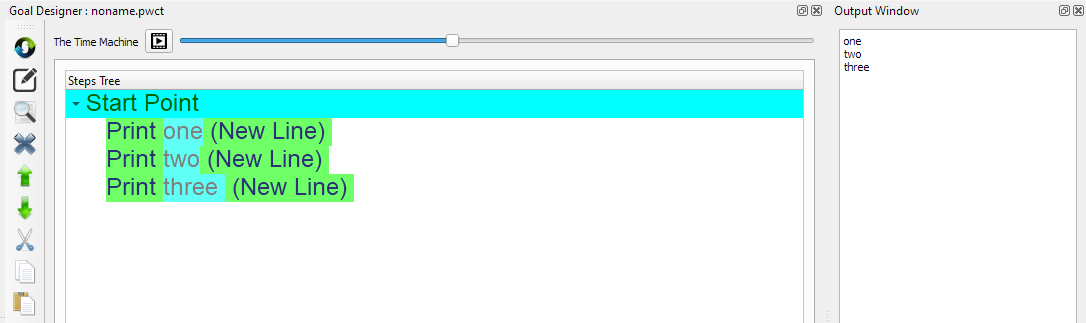 Goal Designer : noname.pwct
Output Window
The Time Machine
one
two
three
Steps Tree
Start Point
Print one (New Line)
Print two (New Line)
Print three (New Line)